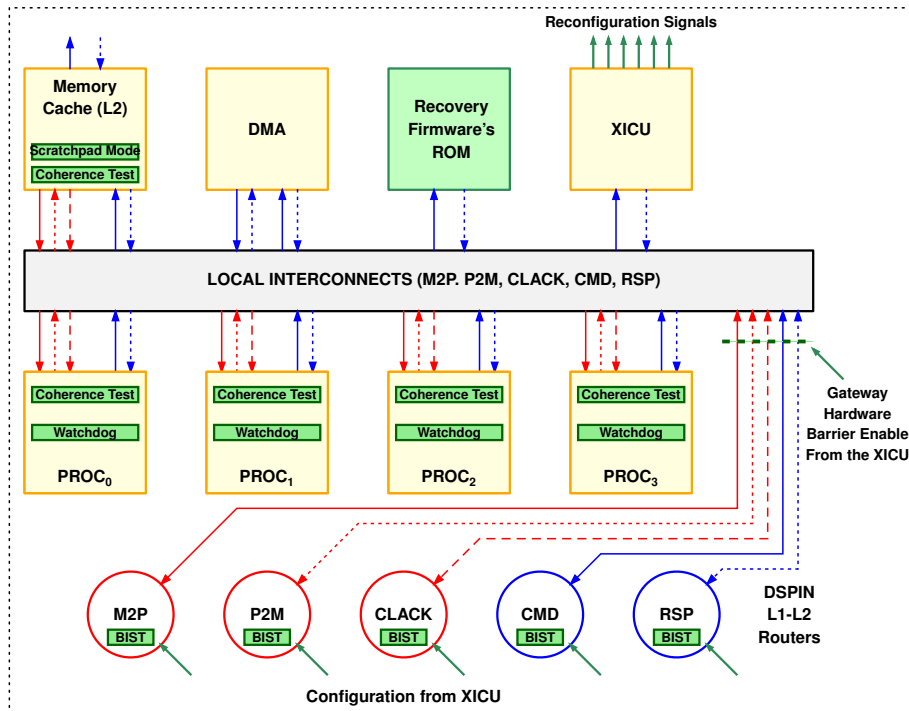 Reconfiguration Signals
Memory
Cache (L2)
Scratchpad Mode
Coherence Test
DMA
Recovery
Firmware's
ROM
XICU
LOCAL INTERCONNECTS (M2P. P2M, CLACK, CMD, RSP)
Coherence Test
Watchdog
PROC0
Coherence Test
Watchdog
PROC1
Coherence Test
Watchdog
PROC2
Coherence Test
Watchdog
PROC3
Gateway
Hardware
Barrier Enable
From the XICU
M2P
BIST
P2M
BIST
CLACK
BIST
CMD
BIST
RSP
BIST
DSPIN
L1-L2
Routers
Configuration from XICU